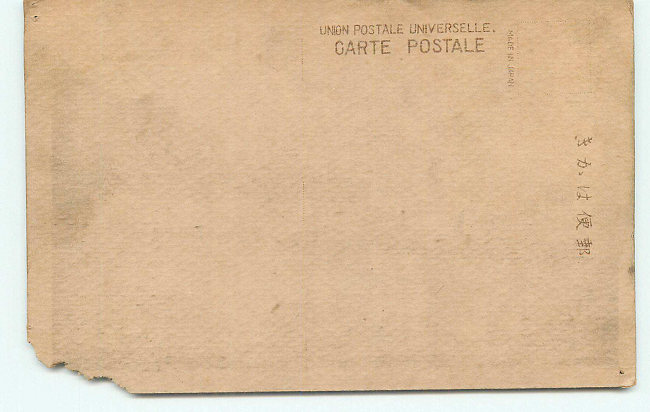 UNION POSTALE UNIVERSELLE.
CARTE POSTALE
MADE IN JAPAN
郵便はかき